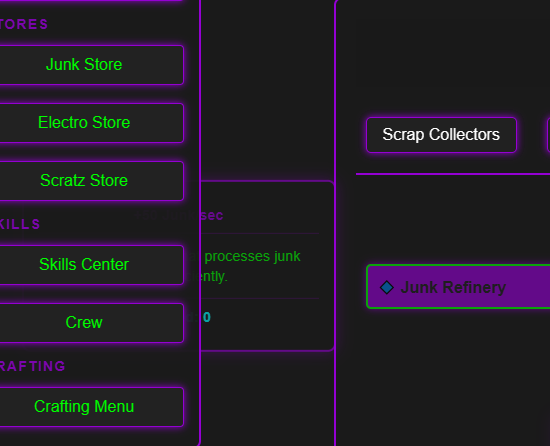 TORES
Junk Store
Electro Store
Scratz Store
KILLS
Skills Center
Crew
RAFTING
Crafting Menu
sec
processes junk
ently.
0
Scrap Collectors
Junk Refinery